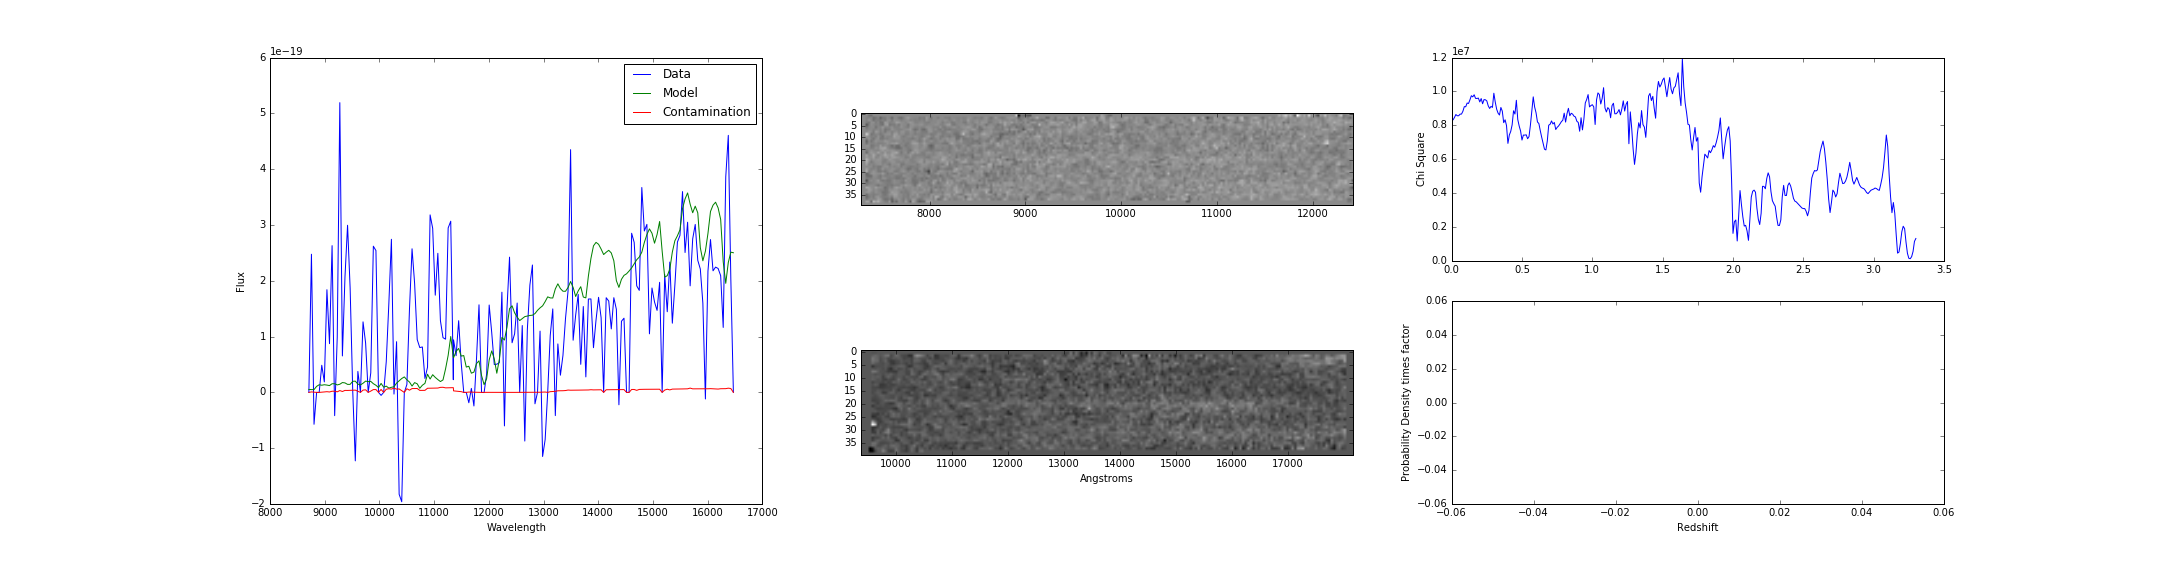 1e−19
6
5
4
3
2
1
0
−1
−2
Flux
8000 9000 10000 11000 12000 13000 14000 15000 16000 17000
Wavelength
Data
Model
Contamination
0
5
10
15
20
25
30
35
8000 9000 10000 11000 12000
0
5
10
15
20
25
30
35
10000 11000 12000 13000 14000 15000 16000 17000
Angstroms
1e7
1.2
1.0
0.8
0.6
0.4
0.2
0.0
Chi Square
0.0 0.5 1.0 1.5 2.0 2.5 3.0 3.5
0.06
0.04
0.02
0.00
−0.02
−0.04
−0.06
Probability Density times factor
−0.06 −0.04 −0.02 0.00 0.02 0.04 0.06
Redshift